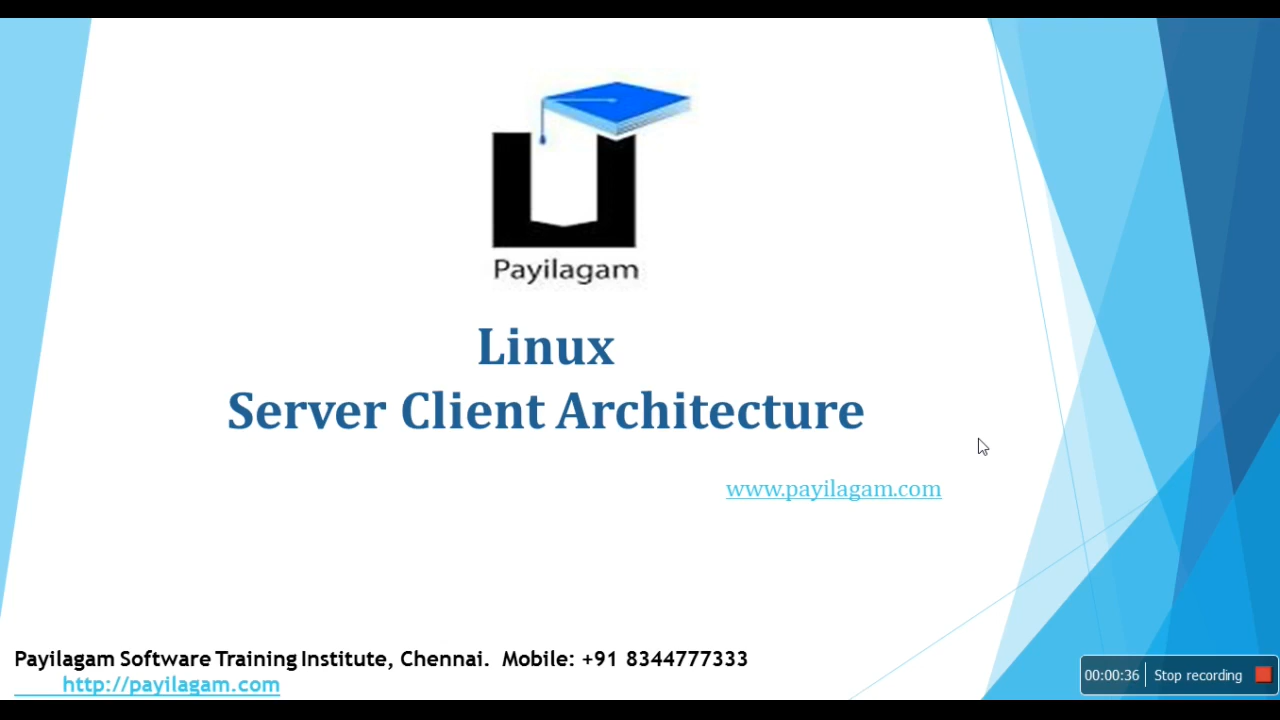 Payilagam
Linux
Server Client Architecture
www.payilagam.com
Payilagam Software Training Institute, Chennai.  Mobile: +91 8344777333
http://payilagam.com
00:00:36 Stop recording